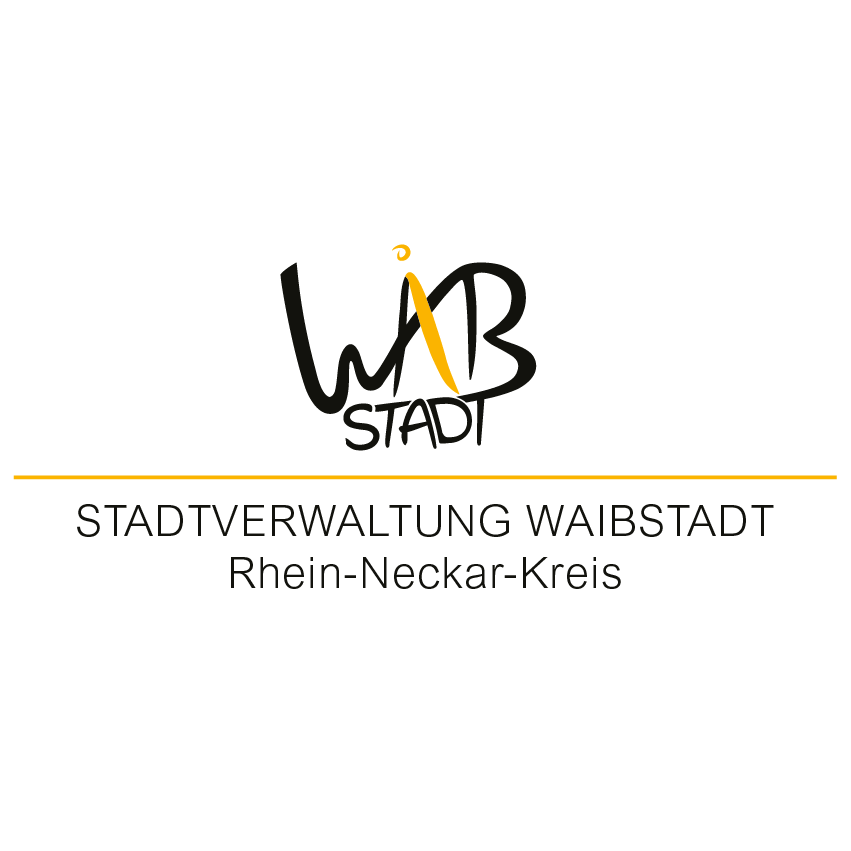 WAIB
STADT
STADTVERWALTUNG WAIBSTADT
Rhein-Neckar-Kreis